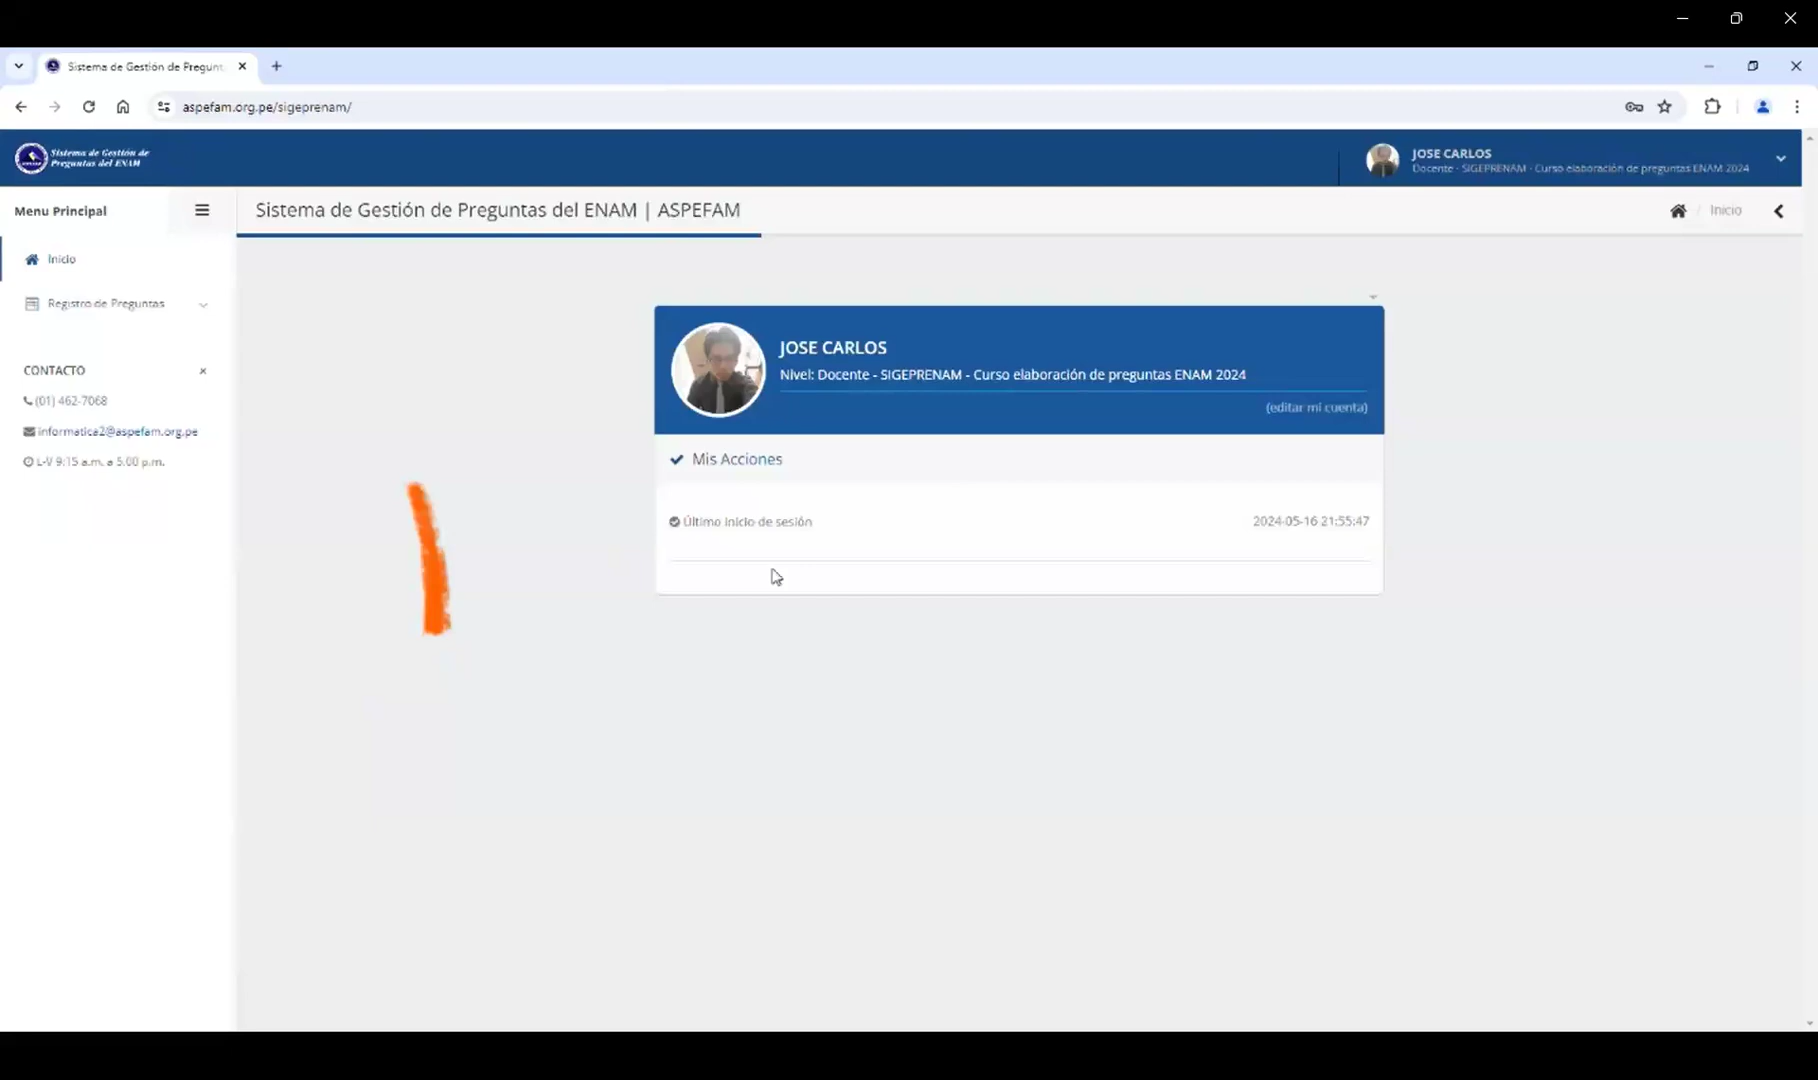 Sistema de Gestión de Pregunt
aspefam.org.pe/sigeprenam/
Sistema de Gestión de
Preguntas del ENAM
JOSE CARLOS
Docente - SIGEPRENAM - Curso elaboración de preguntas ENAM 2024
Menu Principal
Sistema de Gestión de Preguntas del ENAM | ASPEFAM
/ Inicio
Inicio
Registro de Preguntas
CONTACTO
(01) 462-7068
informatica2@aspefam.org.pe
L-V 9:15 a.m. a 5:00 p.m.
JOSE CARLOS
Nivel: Docente - SIGEPRENAM - Curso elaboración de preguntas ENAM 2024
(editar mi cuenta)
Mis Acciones
Último inicio de sesión 2024-05-16 21:55:47